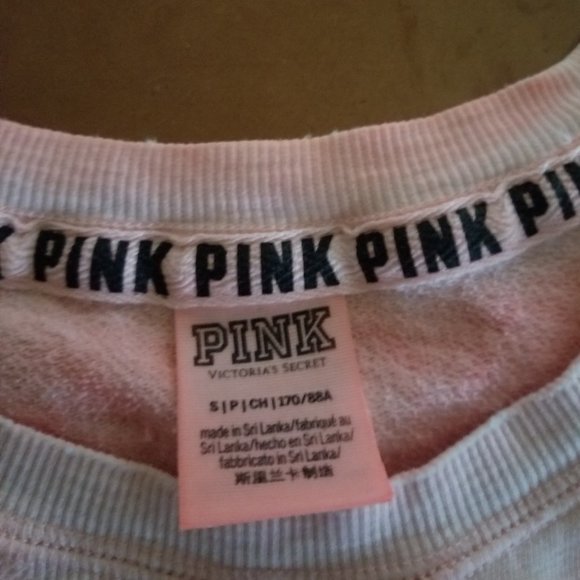 PINK PINK PINK PIN
PINK
VICTORIA'S SECRET
S | P | CH | 170/88A
made in Sri Lanka/fabriqué au
Sri Lanka/hecho en Sri Lanka/
fabbricato in Sri Lanka
斯里兰卡制造